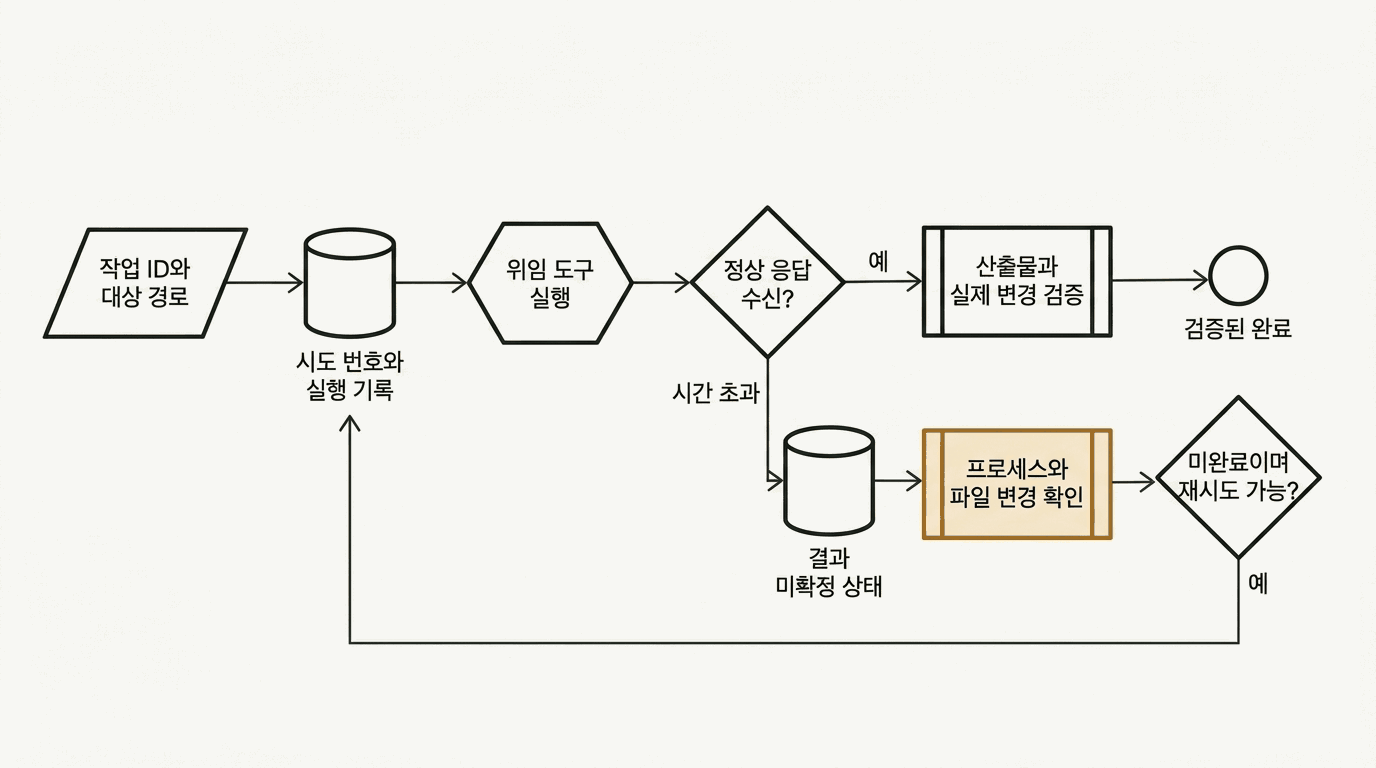 작업 ID와
대상 경로
시도 번호와
실행 기록
위임 도구
실행
정상 응답
수신?
예
산출물과
실제 변경 검증
검증된 완료
시간 초과
결과
미확정 상태
프로세스와
파일 변경 확인
미완료이며
재시도 가능?
예